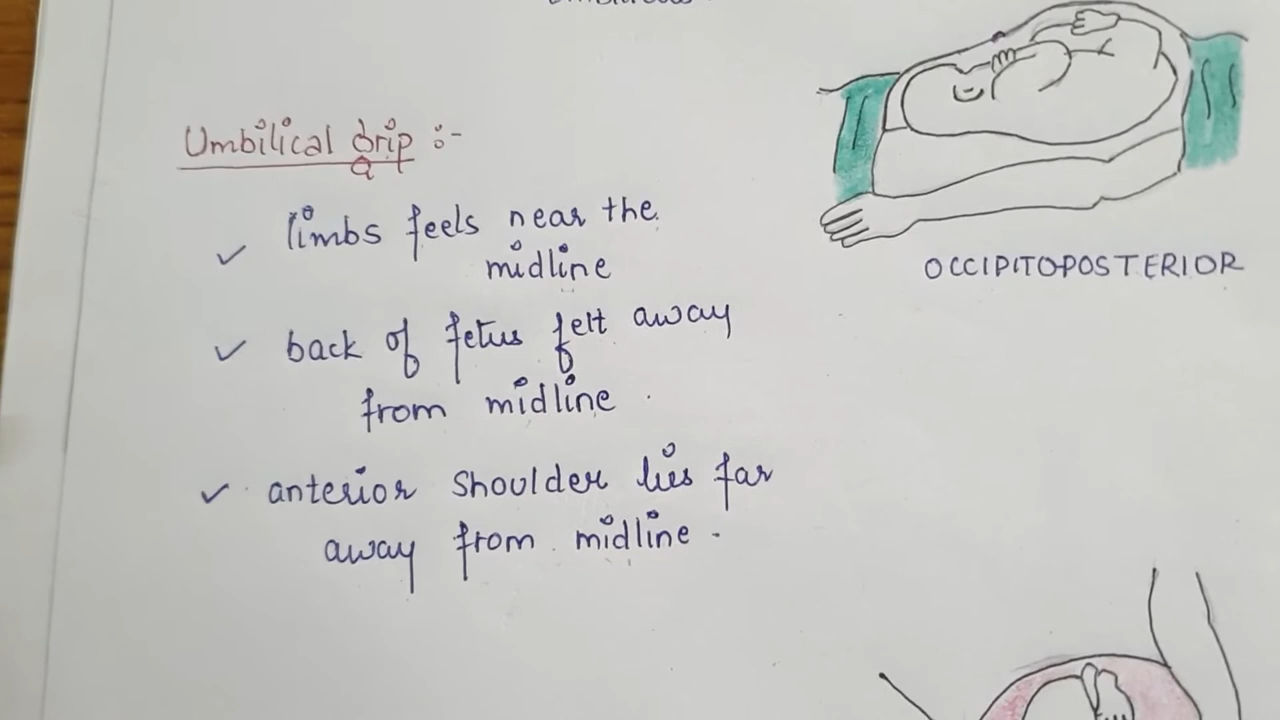 Umbilical grip :-
limbs feels near the
midline
back of fetus felt away
from midline.
anterior shoulder lies far
away from midline.
OCCIPITOPOSTERIOR